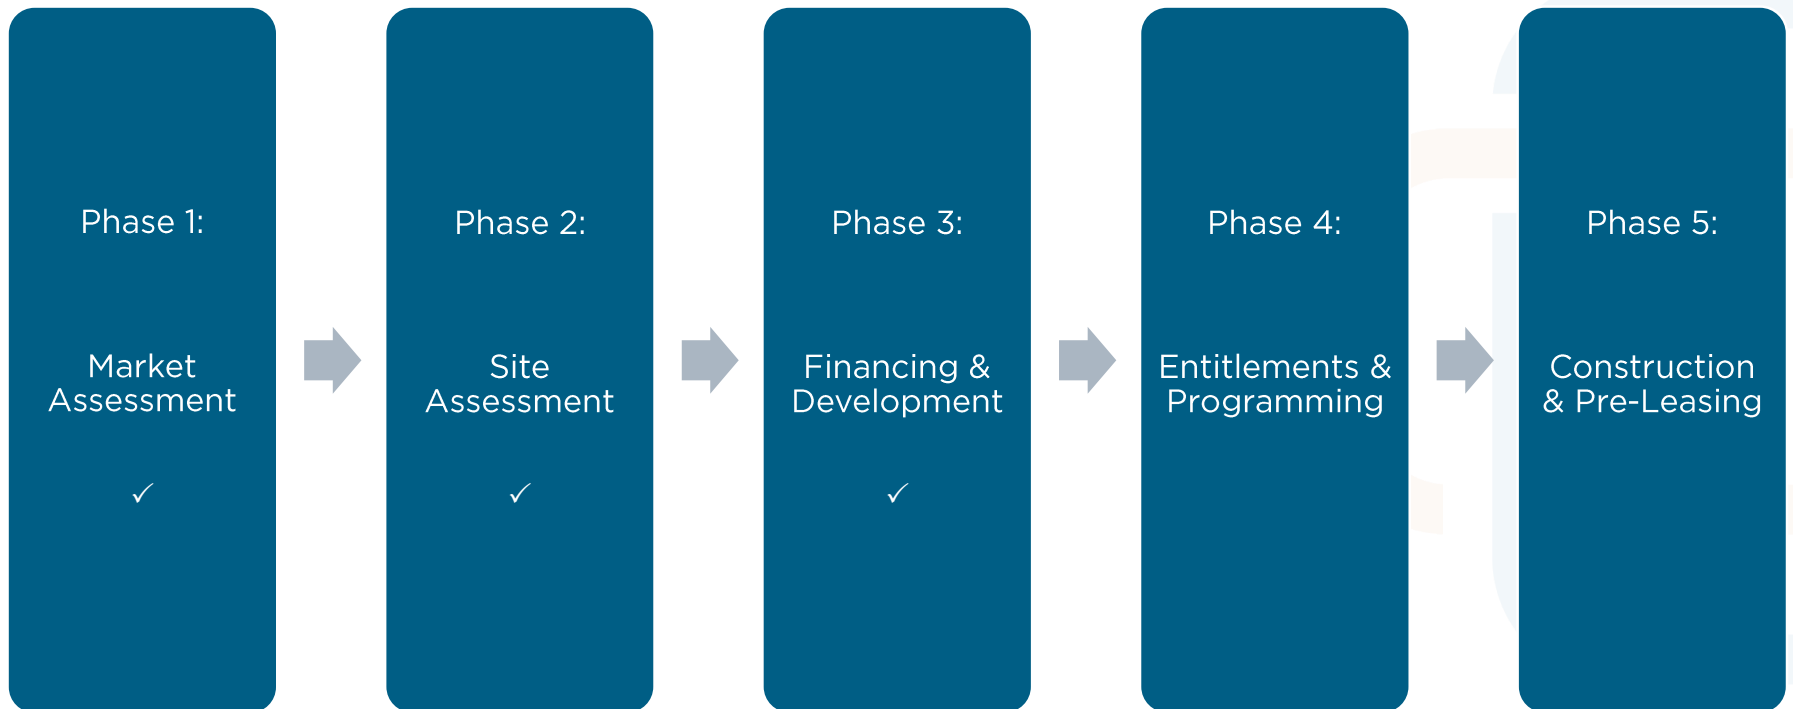 Phase 1:
Market
Assessment
✓
Phase 2:
Site
Assessment
✓
Phase 3:
Financing &
Development
✓
Phase 4:
Entitlements &
Programming
Phase 5:
Construction
& Pre-Leasing